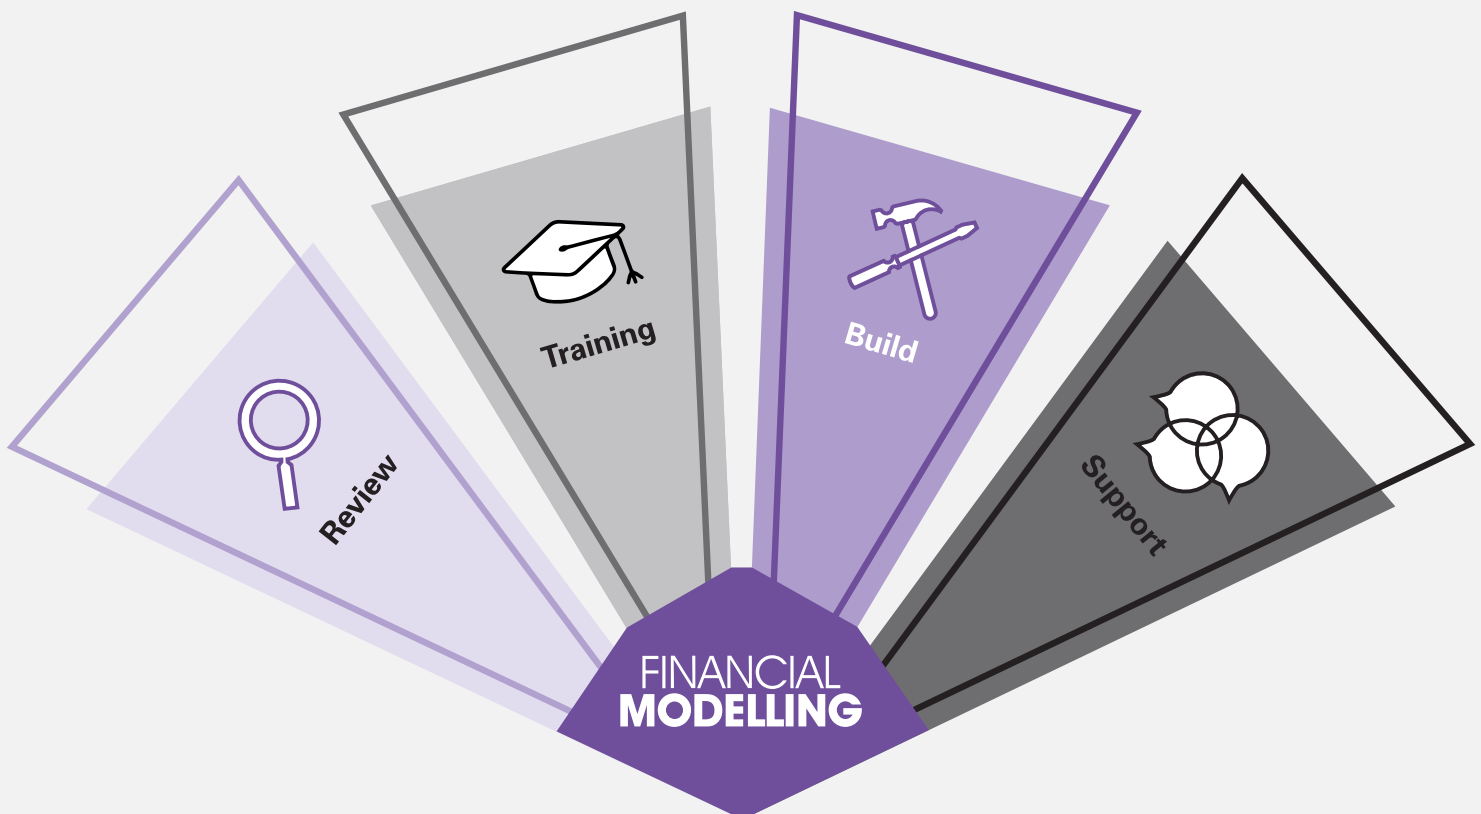 Review
Training
Build
Support
FINANCIAL
MODELLING